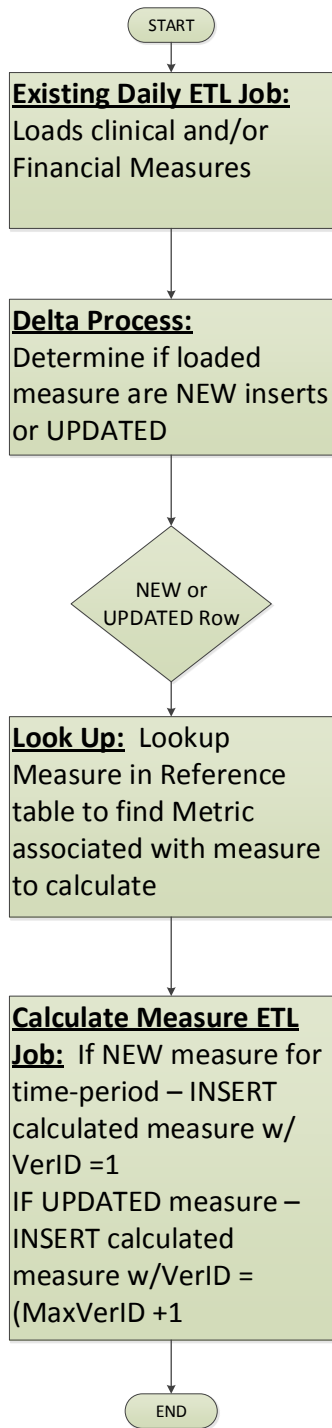 START
Existing Daily ETL Job:
Loads clinical and/or
Financial Measures
Delta Process:
Determine if loaded
measure are NEW inserts
or UPDATED
NEW or
UPDATED Row
Look Up:  Lookup
Measure in Reference
table to find Metric
associated with measure
to calculate
Calculate Measure ETL
Job:  If NEW measure for
time-period – INSERT
calculated measure w/
VerID =1
IF UPDATED measure –
INSERT calculated
measure w/VerID =
(MaxVerID +1
END